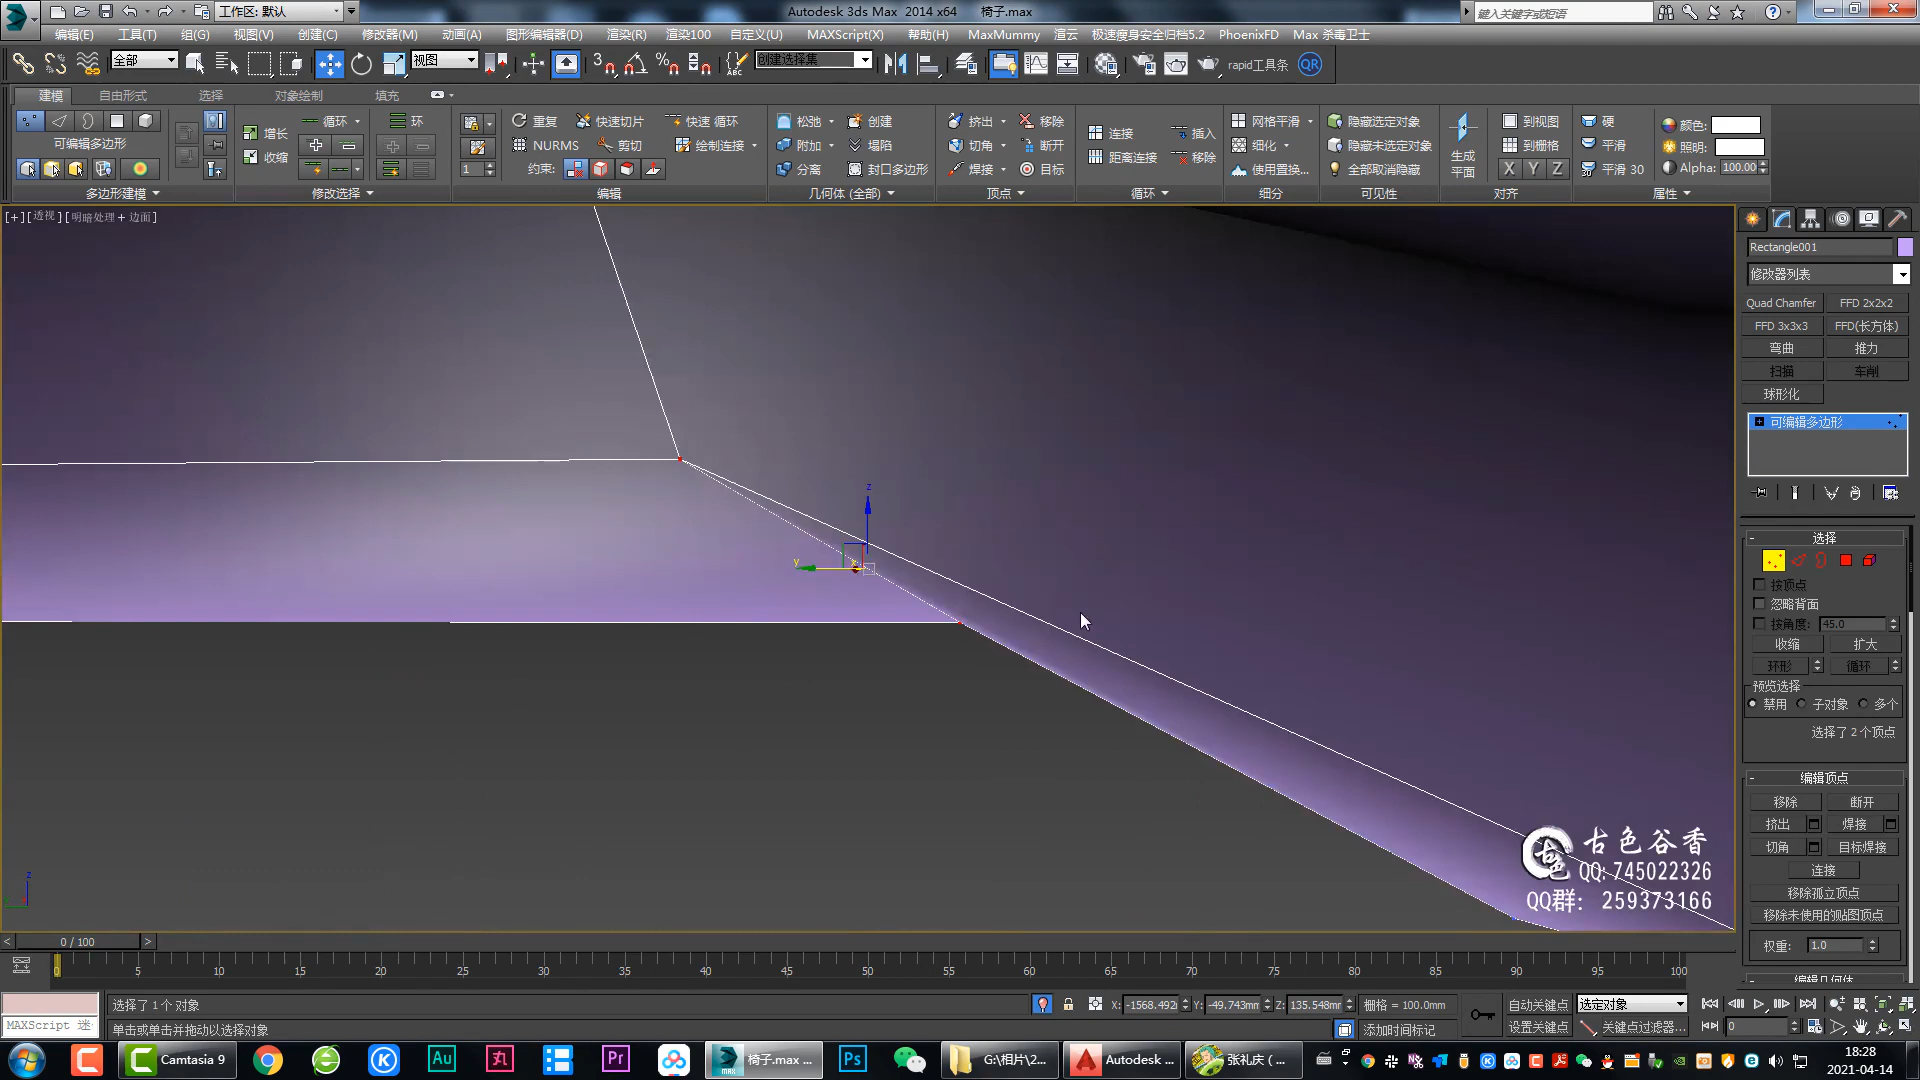 工作区: 默认
Autodesk 3ds Max 2014 x64 椅子.max
键入关键字或短语
编辑(E) 工具(T) 组(G) 视图(V) 创建(C) 修改器(M) 动画(A) 图形编辑器(D) 渲染(R) 渲染100 自定义(U) MAXScript(X) 帮助(H) MaxMummy 渲云 极速瘦身安全归档5.2 PhoenixFD Max 杀毒卫士
全部 视图 创建选择集 rapid工具条 QR
建模 自由形式 选择 对象绘制 填充
增长 循环 环 重复 快速切片 快速 循环 松弛 创建 挤出 移除 连接 插入 网格平滑 隐藏选定对象 到视图 硬 颜色:
可编辑多边形 收缩 NURMS 剪切 绘制连接 附加 塌陷 切角 断开 距离连接 移除 细化 隐藏未选定对象 生成平面 到栅格 平滑 照明:
1 约束: 分离 封口多边形 焊接 目标 使用置换... 全部取消隐藏 X Y Z 平滑 30 Alpha: 100.00
多边形建模 修改选择 编辑 几何体 (全部) 顶点 循环 细分 可见性 对齐 属性
[+][透视][明暗处理 + 边面]
Rectangle001
修改器列表
Quad Chamfer FFD 2x2x2
FFD 3x3x3 FFD(长方体)
弯曲 推力
扫描 车削
球形化
可编辑多边形
选择
按顶点
忽略背面
按角度: 45.0
收缩 扩大
环形 循环
预览选择
禁用 子对象 多个
选择了 2 个顶点
编辑顶点
移除 断开
挤出 焊接
切角 目标焊接
连接
移除孤立顶点
移除未使用的贴图顶点
权重: 1.0
编辑几何体
z
y
x
z
古色谷香
QQ:745022326
QQ群: 259373166
0 / 100
0 5 10 15 20 25 30 35 40 45 50 55 60 65 70 75 80 85 90 95 100
选择了 1 个 对象 X: -1568.492 Y: -49.743mm Z: 135.548mm 栅格 = 100.0mm 自动关键点 选定对象
MAXScript 迷 单击或单击并拖动以选择对象 添加时间标记 设置关键点 关键点过滤器... 0
Camtasia 9 椅子.max ... G:\相片\2... Autodesk ... 张礼庆 ( ...
18:28
2021-04-14